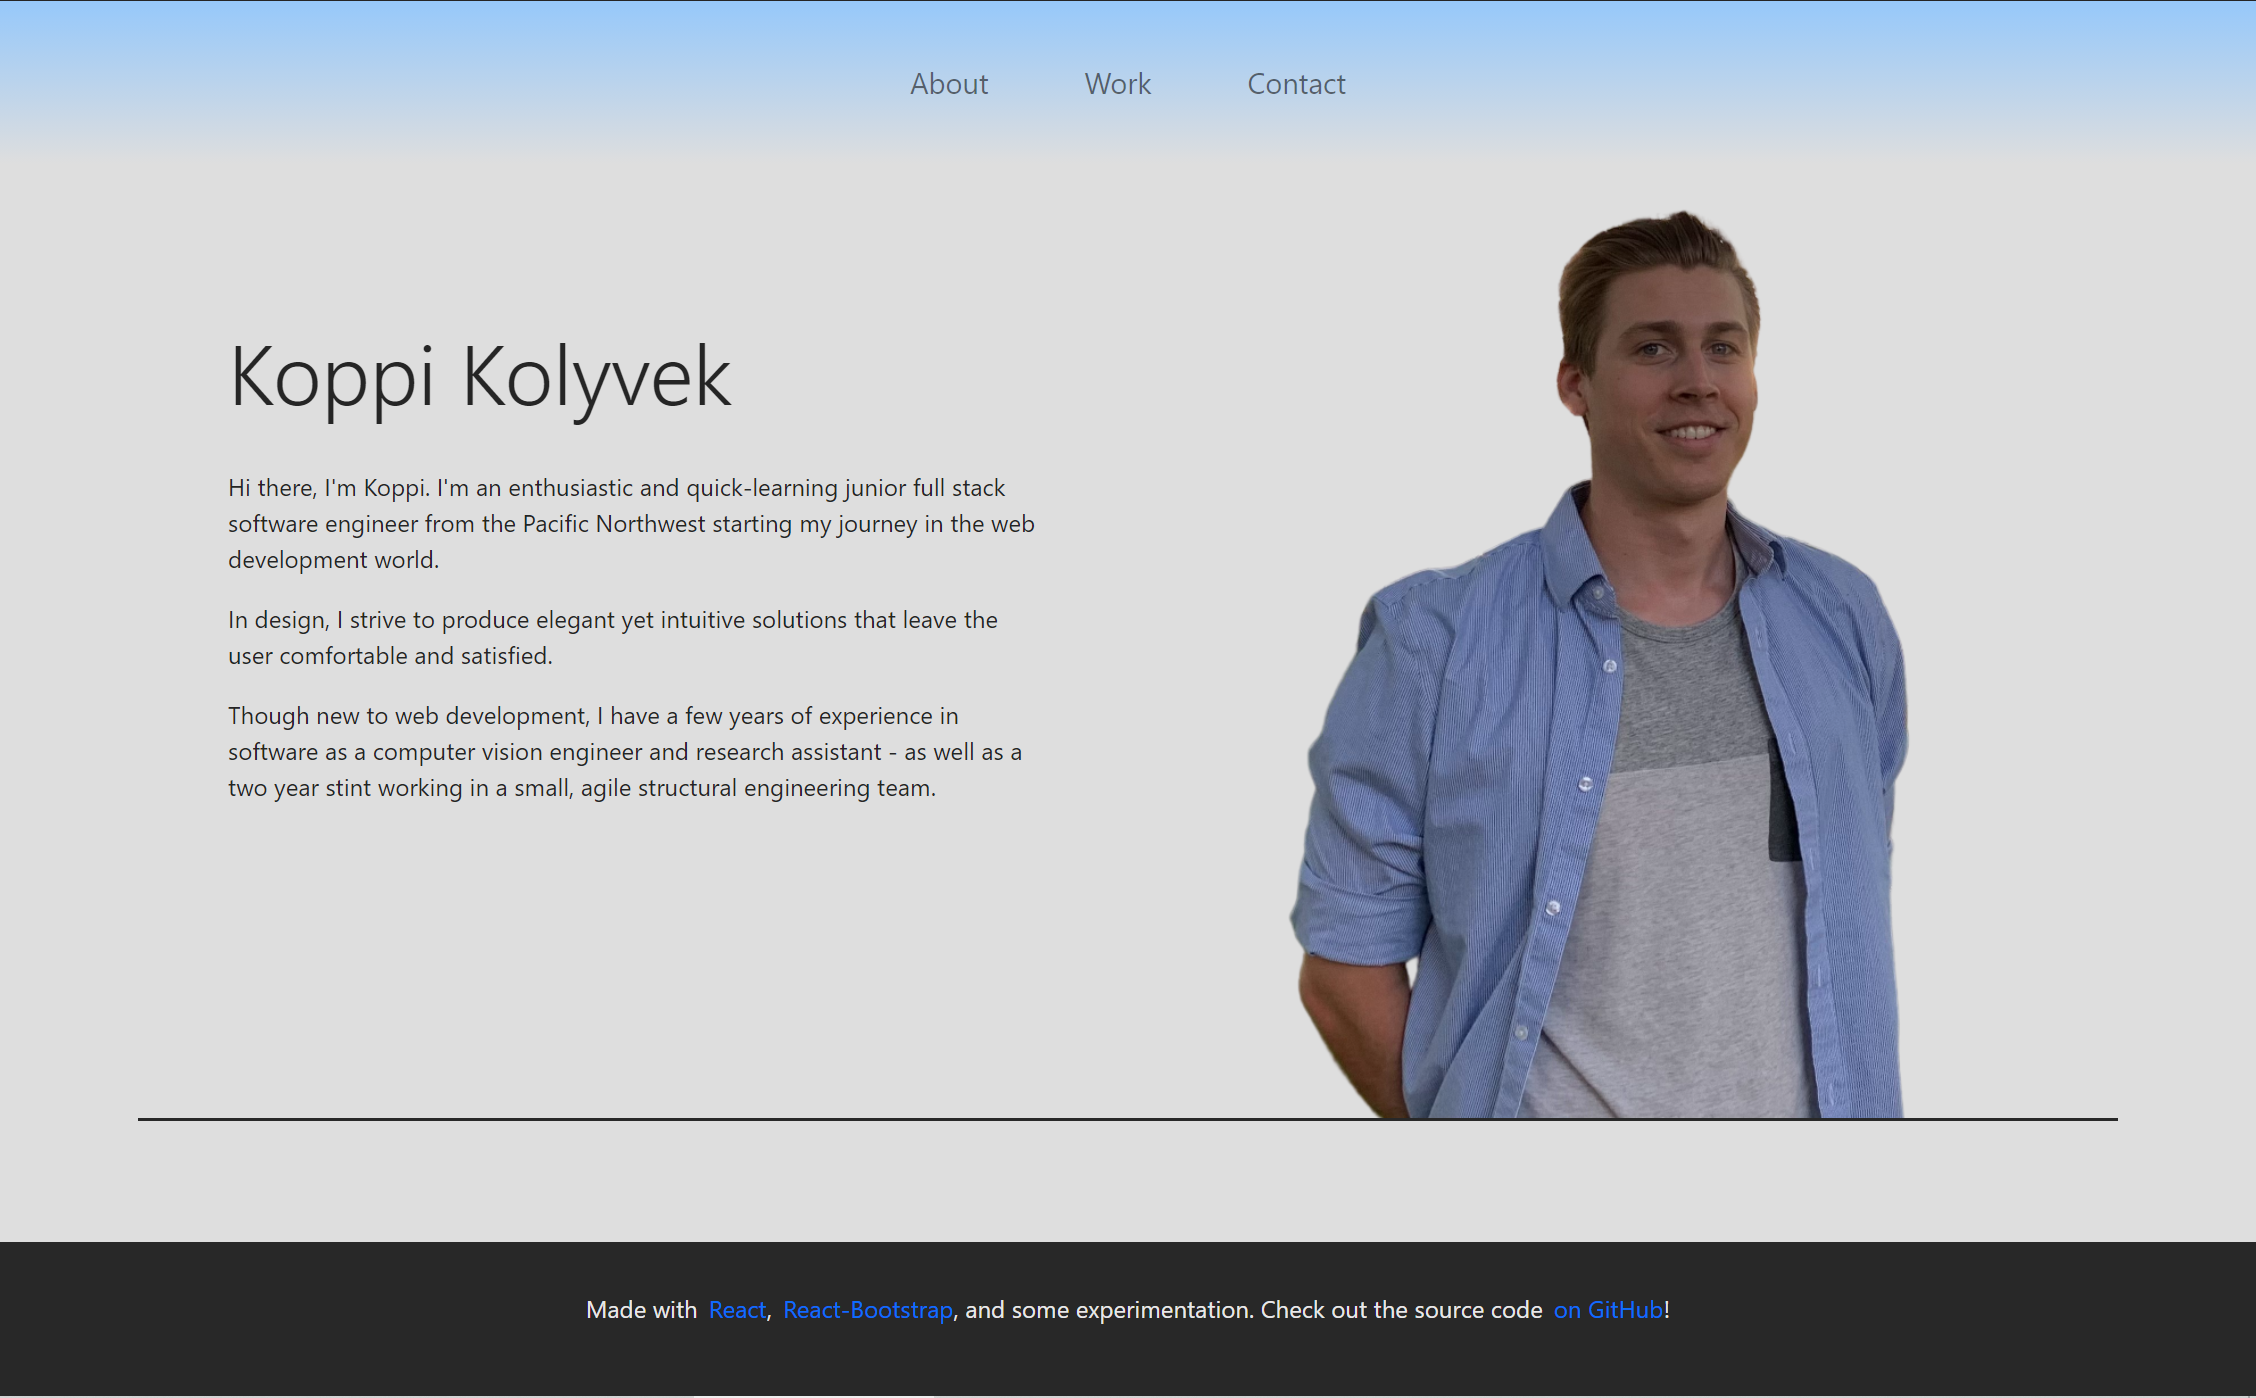 About Work Contact
Koppi Kolyvek
Hi there, I'm Koppi. I'm an enthusiastic and quick-learning junior full stack
software engineer from the Pacific Northwest starting my journey in the web
development world.
In design, I strive to produce elegant yet intuitive solutions that leave the
user comfortable and satisfied.
Though new to web development, I have a few years of experience in
software as a computer vision engineer and research assistant - as well as a
two year stint working in a small, agile structural engineering team.
Made with React, React-Bootstrap, and some experimentation. Check out the source code on GitHub!